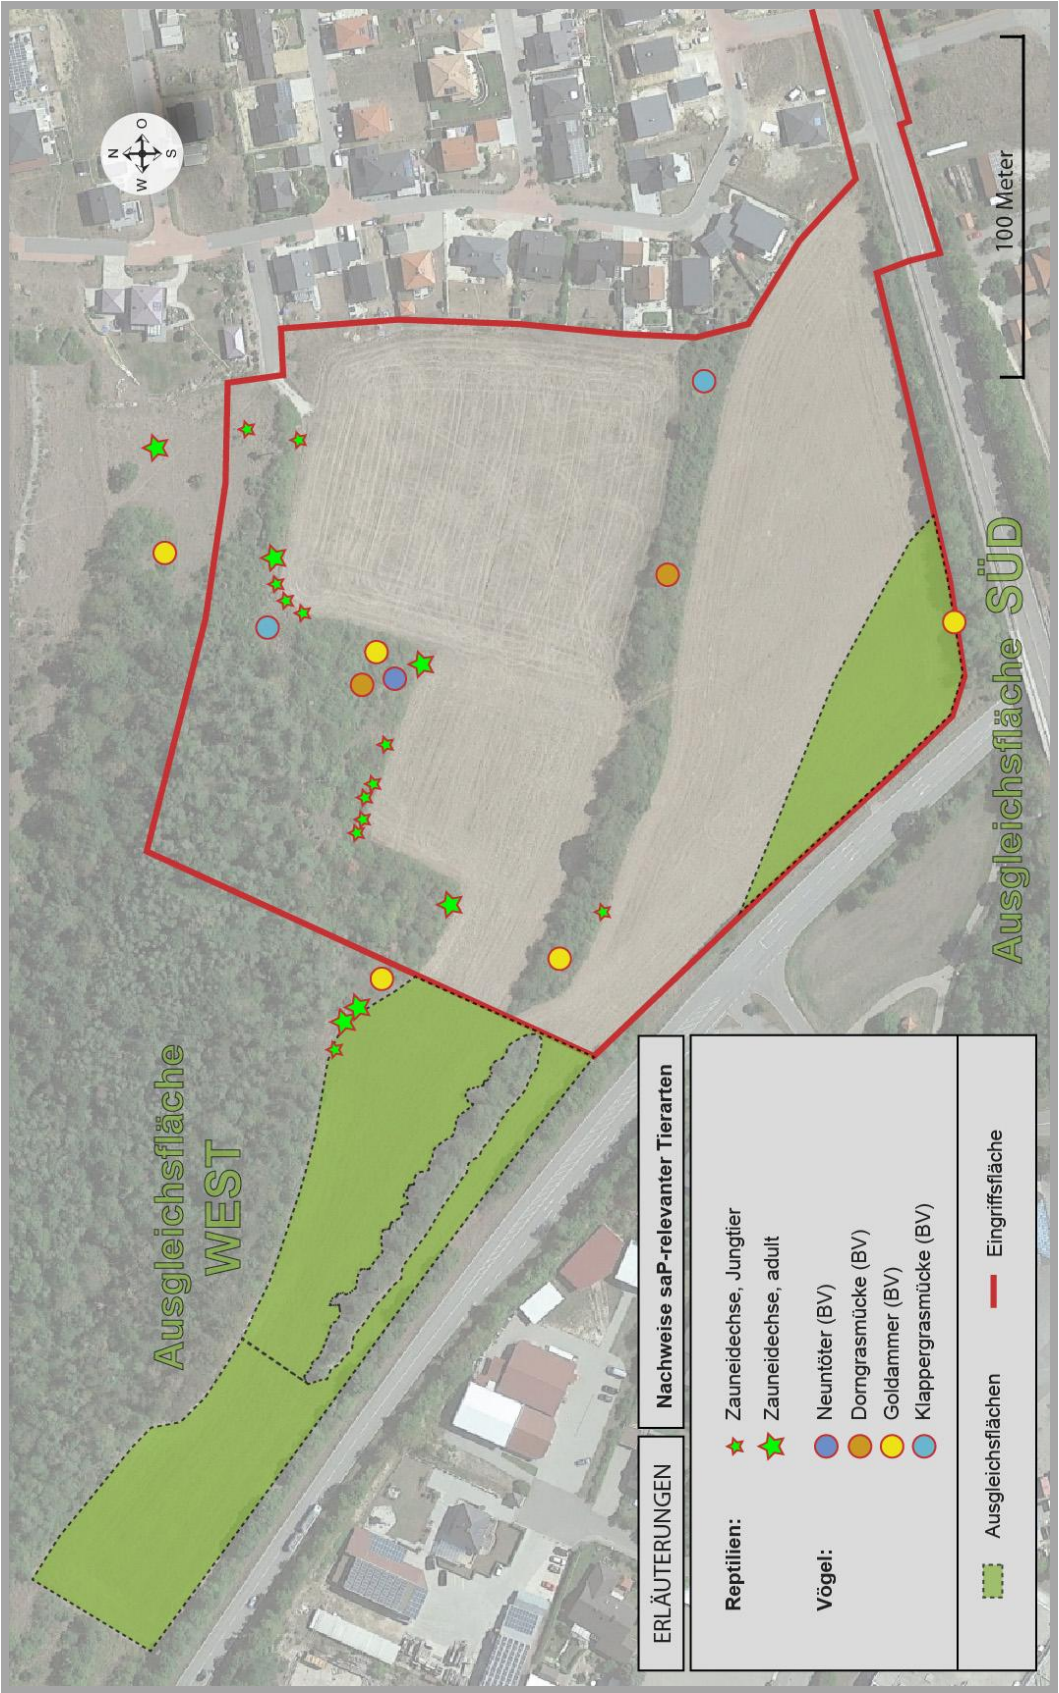 N
W O
S
Ausgleichsfläche
WEST
Ausgleichsfläche SÜD
100 Meter
ERLÄUTERUNGEN
Nachweise saP-relevanter Tierarten
Reptilien:
Zauneidechse, Jungtier
Zauneidechse, adult
Vögel:
Neuntöter (BV)
Dorngrasmücke (BV)
Goldammer (BV)
Klappergrasmücke (BV)
Ausgleichsflächen
Eingriffsfläche